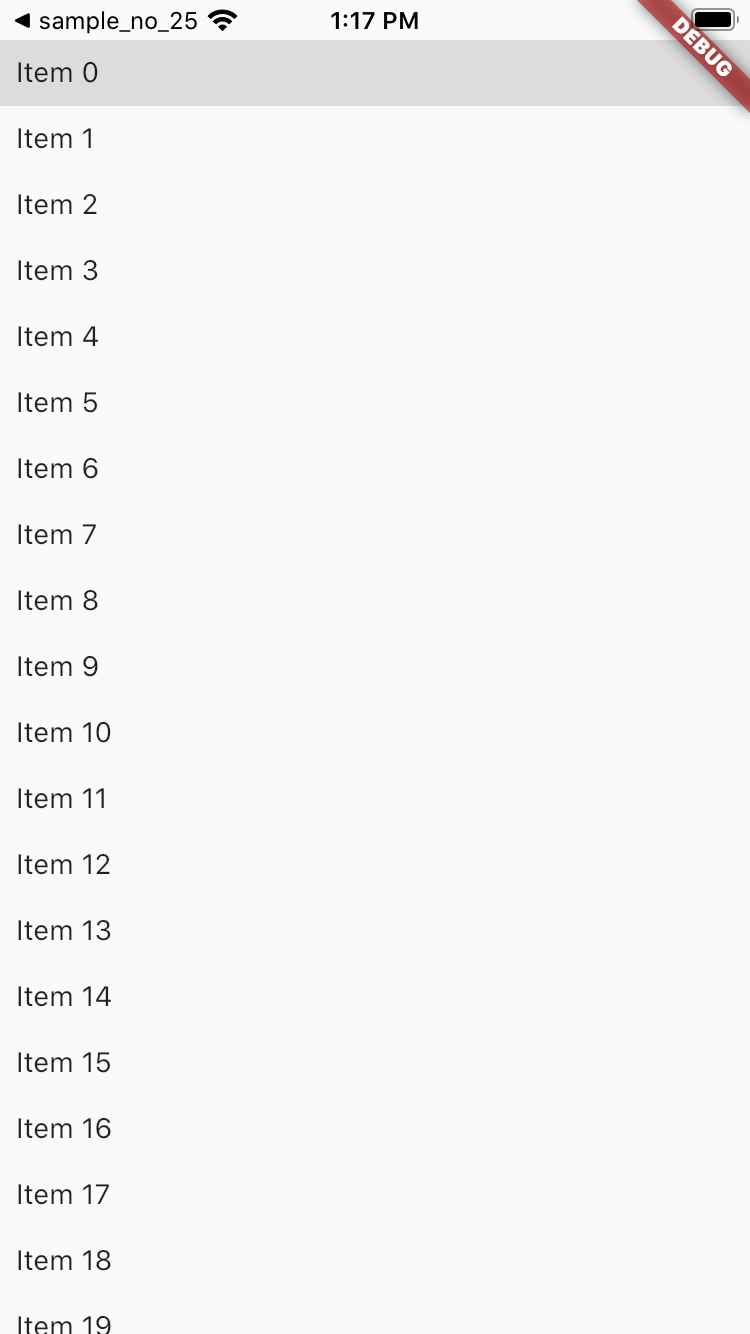 ◀ sample_no_25 1:17 PM
DEBUG
Item 0
Item 1
Item 2
Item 3
Item 4
Item 5
Item 6
Item 7
Item 8
Item 9
Item 10
Item 11
Item 12
Item 13
Item 14
Item 15
Item 16
Item 17
Item 18
Item 19